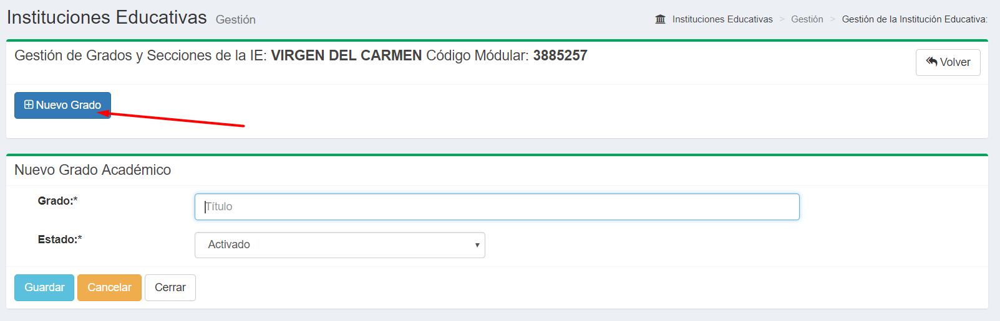 Instituciones Educativas Gestión
Instituciones Educativas > Gestión > Gestión de la Institución Educativa:
Gestión de Grados y Secciones de la IE: VIRGEN DEL CARMEN Código Módular: 3885257
Volver
Nuevo Grado
Nuevo Grado Académico
Grado:*
Título
Estado:*
Activado
Guardar
Cancelar
Cerrar